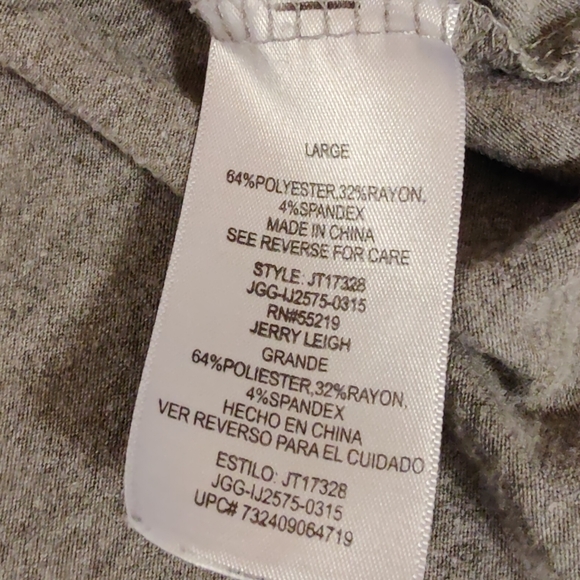 LARGE
64%POLYESTER,32%RAYON,
4%SPANDEX
MADE IN CHINA
SEE REVERSE FOR CARE
STYLE: JT17328
JGG-IJ2575-0315
RN#55219
JERRY LEIGH
GRANDE
64%POLIESTER,32%RAYON,
4%SPANDEX
HECHO EN CHINA
VER REVERSO PARA EL CUIDADO
ESTILO: JT17328
JGG-IJ2575-0315
UPC# 732409064719